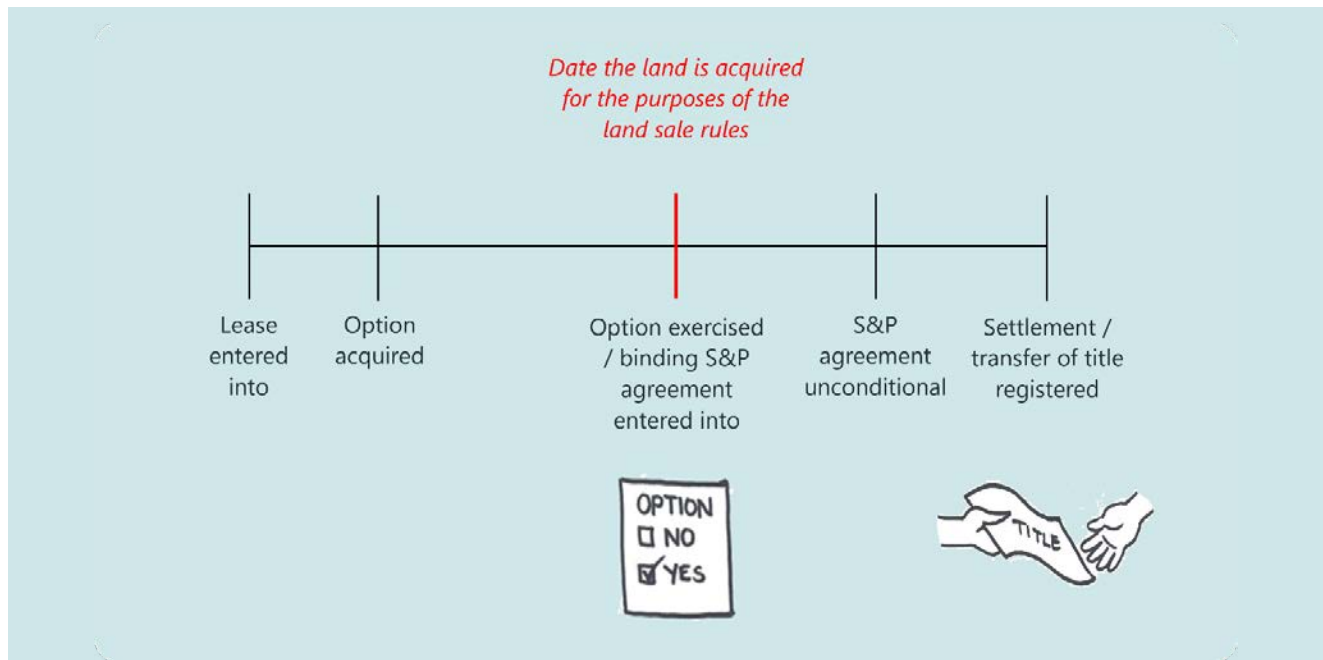 Date the land is acquired
for the purposes of the
land sale rules
Lease
entered
into
Option
acquired
Option exercised
/ binding S&P
agreement
entered into
S&P
agreement
unconditional
Settlement /
transfer of title
registered
OPTION
NO
YES
TITLE